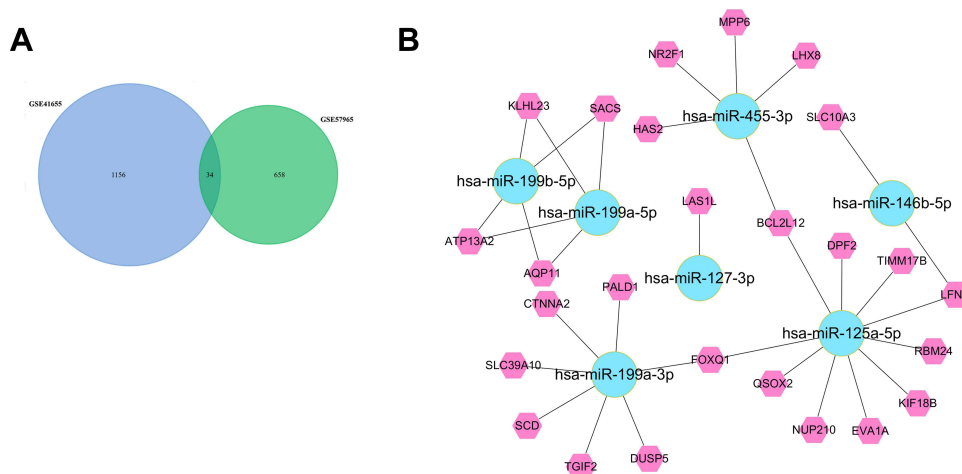 A
GSE41655
GSE57965
1156
34
658
B
MPP6
NR2F1
LHX8
KLHL23
SACS
hsa-miR-455-3p
SLC10A3
HAS2
hsa-miR-199b-5p
LAS1L
hsa-miR-199a-5p
hsa-miR-146b-5p
BCL2L12
ATP13A2
DPF2
TIMM17B
AQP11
hsa-miR-127-3p
PALD1
LFN
CTNNA2
hsa-miR-125a-5p
RBM24
SLC39A10
FOXQ1
hsa-miR-199a-3p
QSOX2
KIF18B
SCD
NUP210
EVA1A
TGIF2
DUSP5